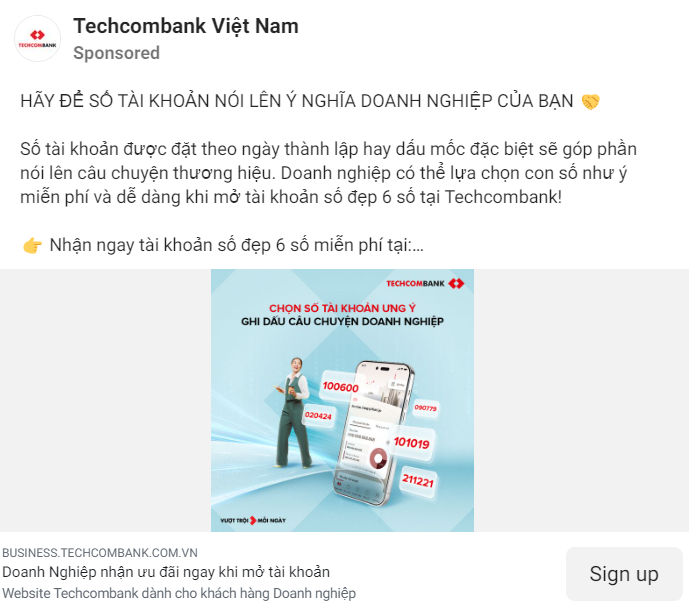 Techcombank Việt Nam
Sponsored
TECHCOMBANK
HÃY ĐỂ SỐ TÀI KHOẢN NÓI LÊN Ý NGHĨA DOANH NGHIỆP CỦA BẠN 🤝
Số tài khoản được đặt theo ngày thành lập hay dấu mốc đặc biệt sẽ góp phần
nói lên câu chuyện thương hiệu. Doanh nghiệp có thể lựa chọn con số như ý
miễn phí và dễ dàng khi mở tài khoản số đẹp 6 số tại Techcombank!
👉 Nhận ngay tài khoản số đẹp 6 số miễn phí tại:...
TECHCOMBANK
CHỌN SỐ TÀI KHOẢN ƯNG Ý
GHI DẤU CÂU CHUYỆN DOANH NGHIỆP
100600
020424
090779
101019
211221
VƯỢT TRỘI MỖI NGÀY
BUSINESS.TECHCOMBANK.COM.VN
Doanh Nghiệp nhận ưu đãi ngay khi mở tài khoản
Website Techcombank dành cho khách hàng Doanh nghiệp
Sign up